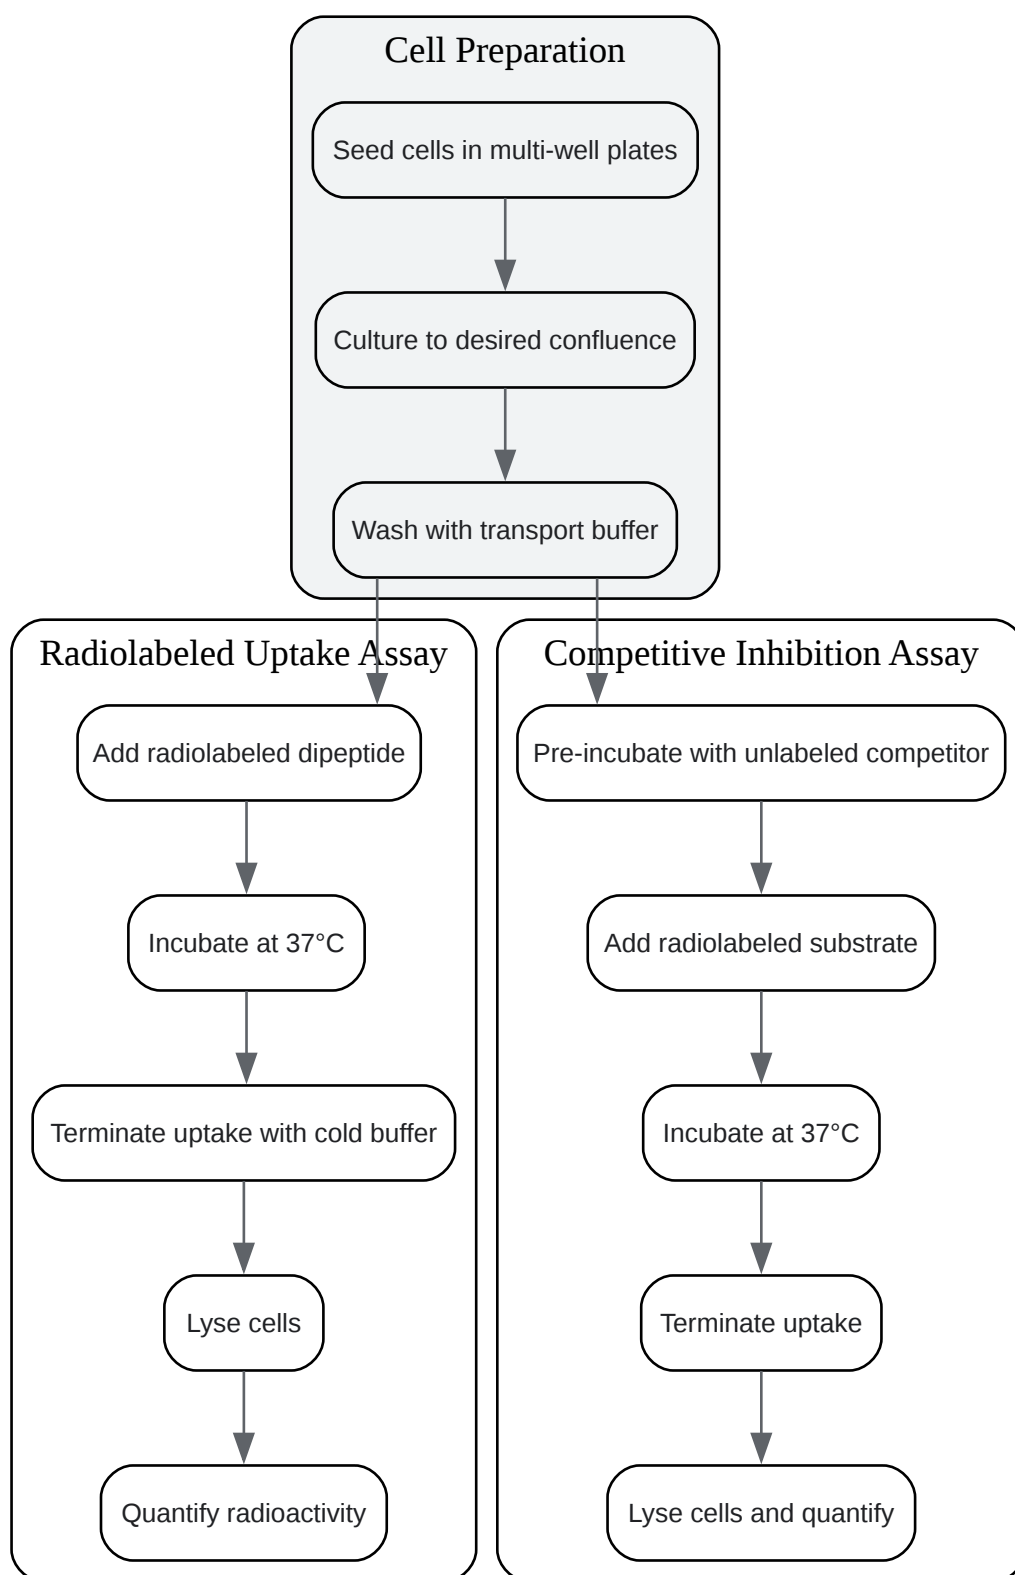 Cell Preparation
Seed cells in multi-well plates
Culture to desired confluence
Wash with transport buffer
Radiolabeled Uptake Assay
Add radiolabeled dipeptide
Incubate at 37°C
Terminate uptake with cold buffer
Lyse cells
Quantify radioactivity
Competitive Inhibition Assay
Pre-incubate with unlabeled competitor
Add radiolabeled substrate
Incubate at 37°C
Terminate uptake
Lyse cells and quantify